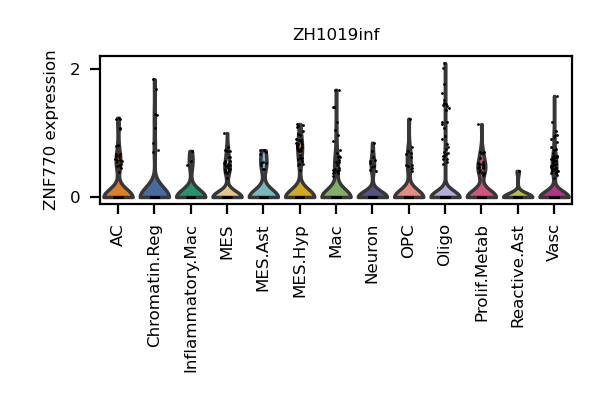 ZH1019inf
ZNF770 expression
2
0
AC
Chromatin.Reg
Inflammatory.Mac
MES
MES.Ast
MES.Hyp
Mac
Neuron
OPC
Oligo
Prolif.Metab
Reactive.Ast
Vasc